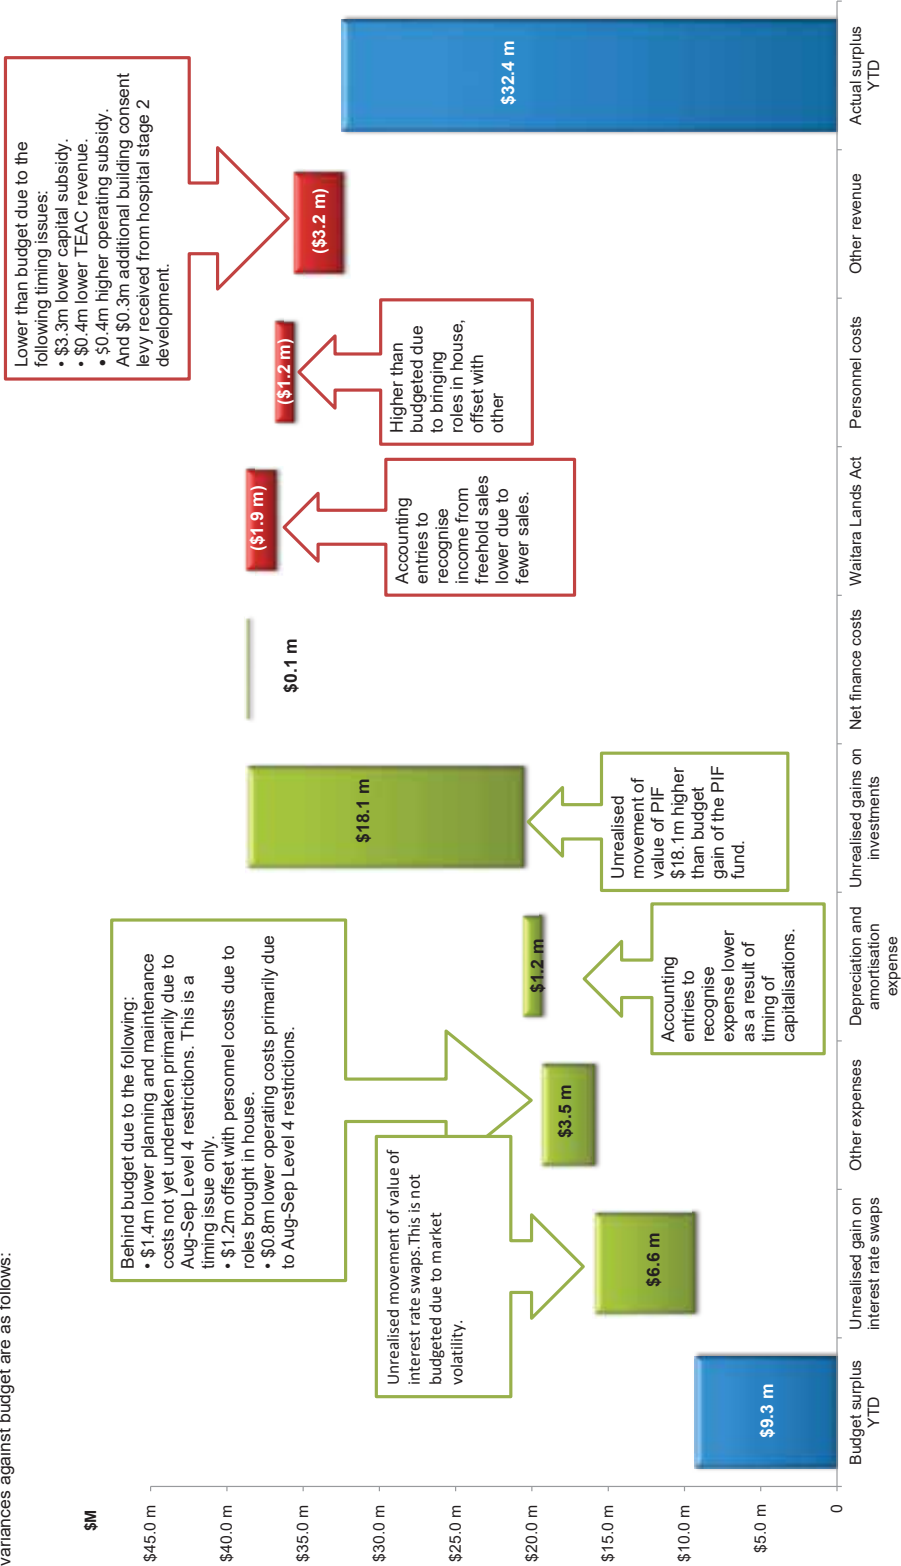 variances against budget are as follows:
$M
$45.0 m
$40.0 m
$35.0 m
$30.0 m
$25.0 m
$20.0 m
$15.0 m
$10.0 m
$5.0 m
0
Behind budget due to the following:
• $1.4m lower planning and maintenance
costs not yet undertaken primarily due to
Aug-Sep Level 4 restrictions. This is a
timing issue only.
• $1.2m offset with personnel costs due to
roles brought in house.
• $0.8m lower operating costs primarily due
to Aug-Sep Level 4 restrictions.
Unrealised movement of value of
interest rate swaps.This is not
budgeted due to market
volatility.
Lower than budget due to the
following timing issues:
• $3.3m lower capital subsidy.
• $0.4m lower TEAC revenue.
• $0.4m higher operating subsidy.
And $0.3m additional building consent
levy received from hospital stage 2
development.
$9.3 m
$6.6 m
$3.5 m
$1.2 m
$18.1 m
$0.1 m
($1.9 m)
($1.2 m)
($3.2 m)
$32.4 m
Accounting
entries to
recognise
expense lower
as a result of
timing of
capitalisations.
Unrealised
movement of
value of PIF
$18.1m higher
than budget
gain of the PIF
fund.
Accounting
entries to
recognise
income from
freehold sales
lower due to
fewer sales.
Higher than
budgeted due
to bringing
roles in house,
offset with
other
Budget surplus
YTD
Unrealised gain on
interest rate swaps
Other expenses
Depreciation and
amortisation
expense
Unrealised gains on
investments
Net finance costs
Waitara Lands Act
Personnel costs
Other revenue
Actual surplus
YTD